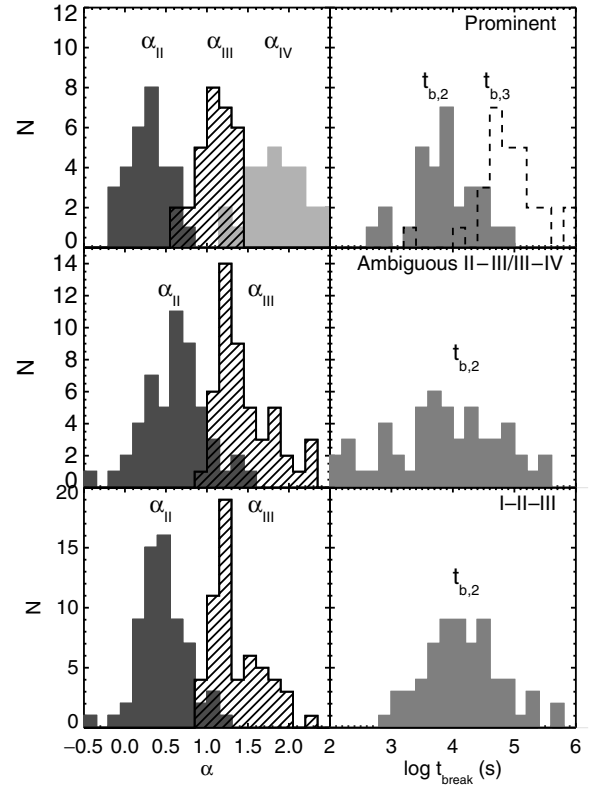 12
10
8
6
4
2
0
N
α_II
α_III
α_IV
Prominent
t_b,2
t_b,3
14
12
10
8
6
4
2
0
N
α_II
α_III
Ambiguous II–III/III–IV
t_b,2
20
15
10
5
0
N
α_II
α_III
I–II–III
t_b,2
−0.5 0.0 0.5 1.0 1.5 2.0
α
2 3 4 5 6
log t_break (s)